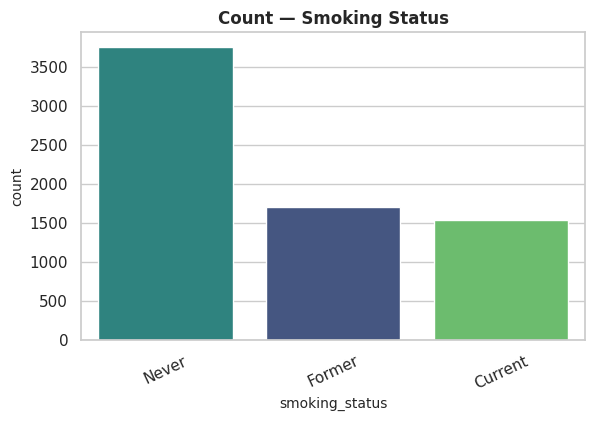 Count — Smoking Status
count
3500
3000
2500
2000
1500
1000
500
0
Never Former Current
smoking_status